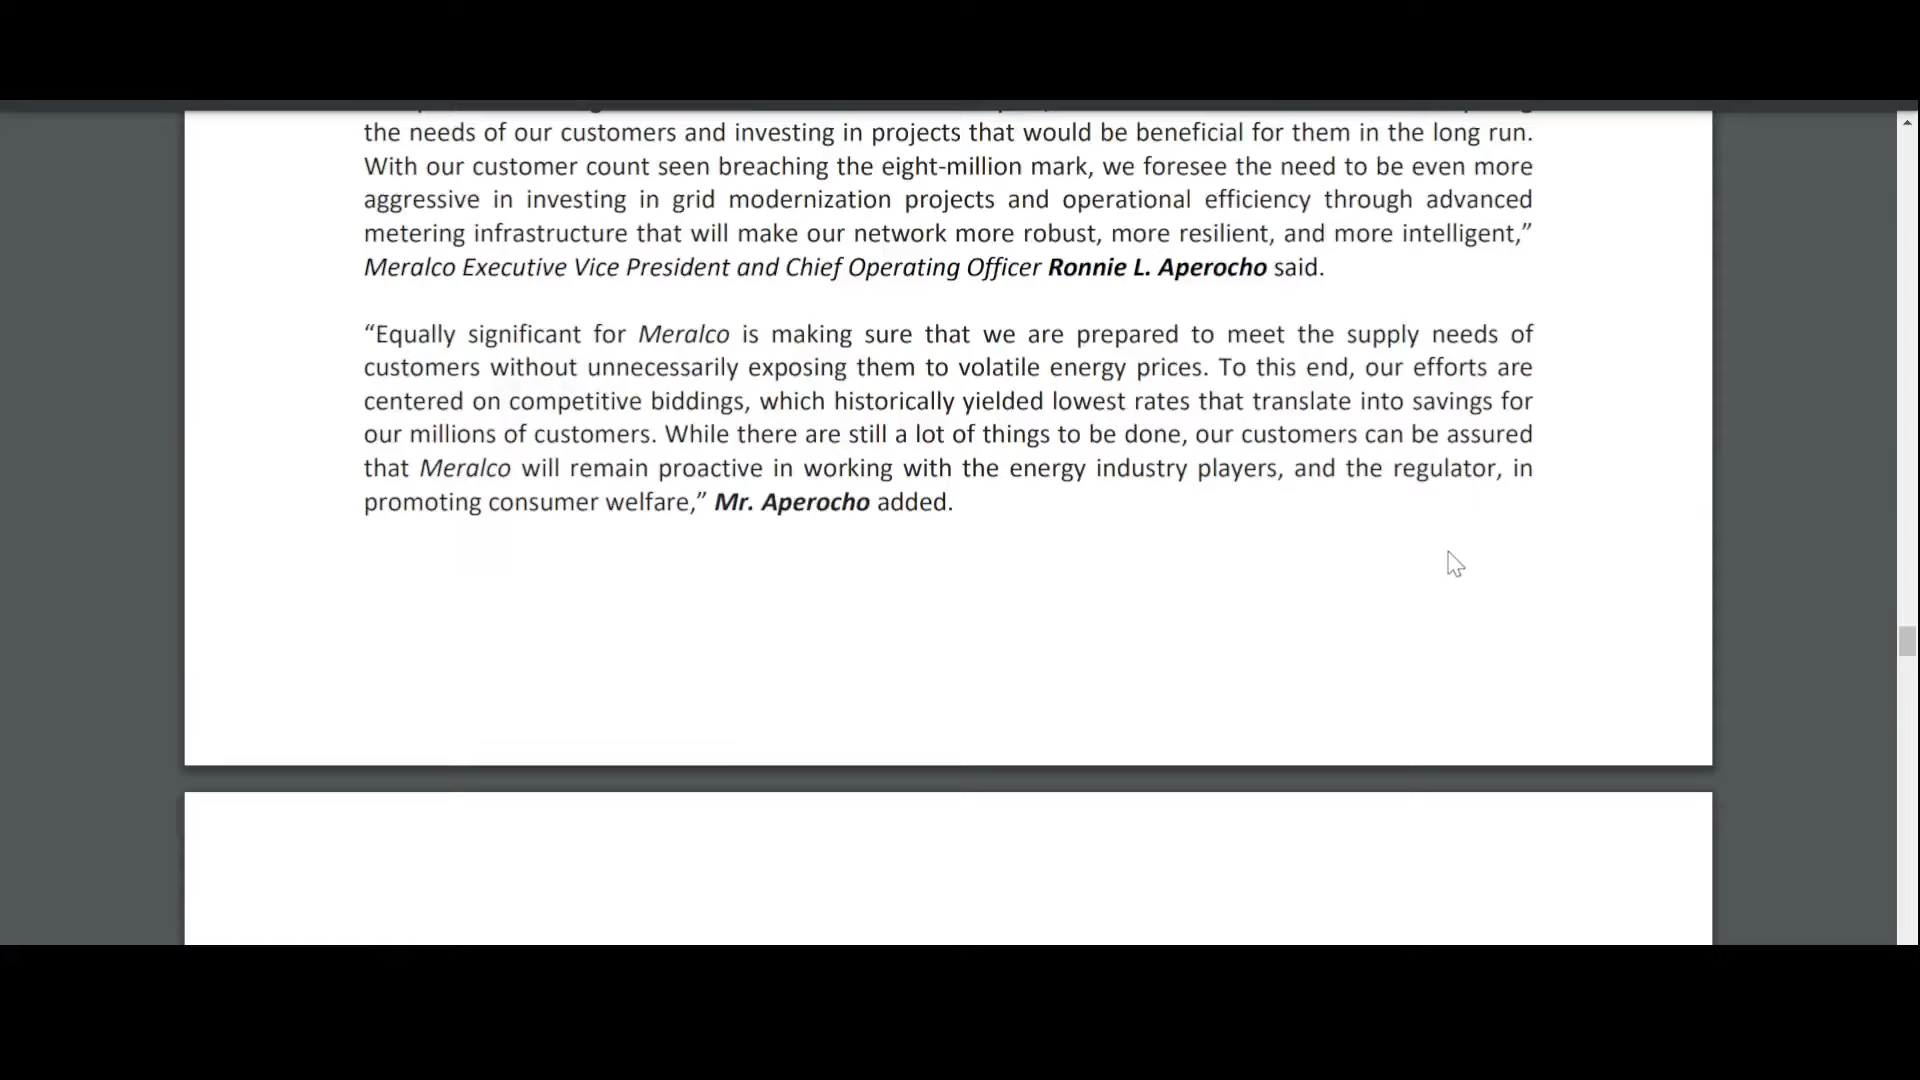 the needs of our customers and investing in projects that would be beneficial for them in the long run.
With our customer count seen breaching the eight-million mark, we foresee the need to be even more
aggressive in investing in grid modernization projects and operational efficiency through advanced
metering infrastructure that will make our network more robust, more resilient, and more intelligent,”
Meralco Executive Vice President and Chief Operating Officer Ronnie L. Aperocho said.
“Equally significant for Meralco is making sure that we are prepared to meet the supply needs of
customers without unnecessarily exposing them to volatile energy prices. To this end, our efforts are
centered on competitive biddings, which historically yielded lowest rates that translate into savings for
our millions of customers. While there are still a lot of things to be done, our customers can be assured
that Meralco will remain proactive in working with the energy industry players, and the regulator, in
promoting consumer welfare,” Mr. Aperocho added.